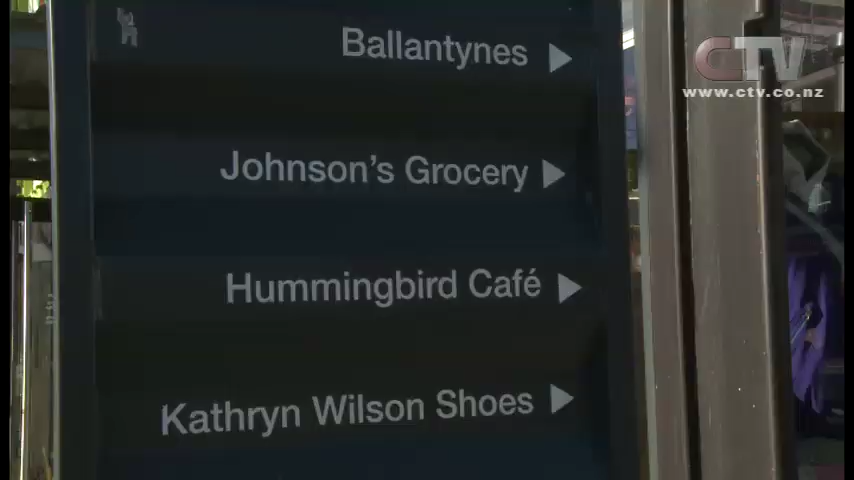 CTV
www.ctv.co.nz
Ballantynes
Johnson's Grocery
Hummingbird Café
Kathryn Wilson Shoes